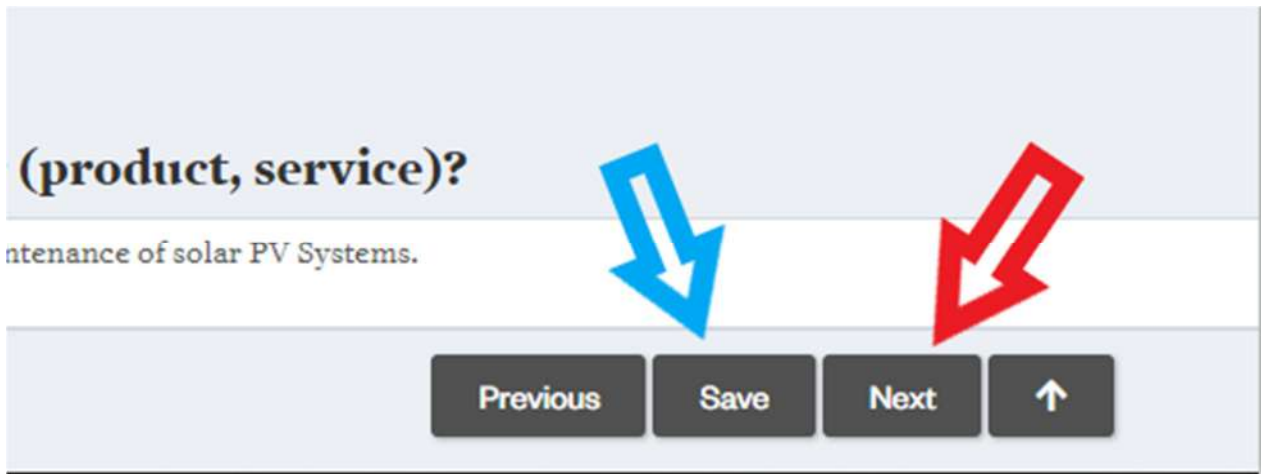 (product, service)?
ntenance of solar PV Systems.
Previous Save Next ↑